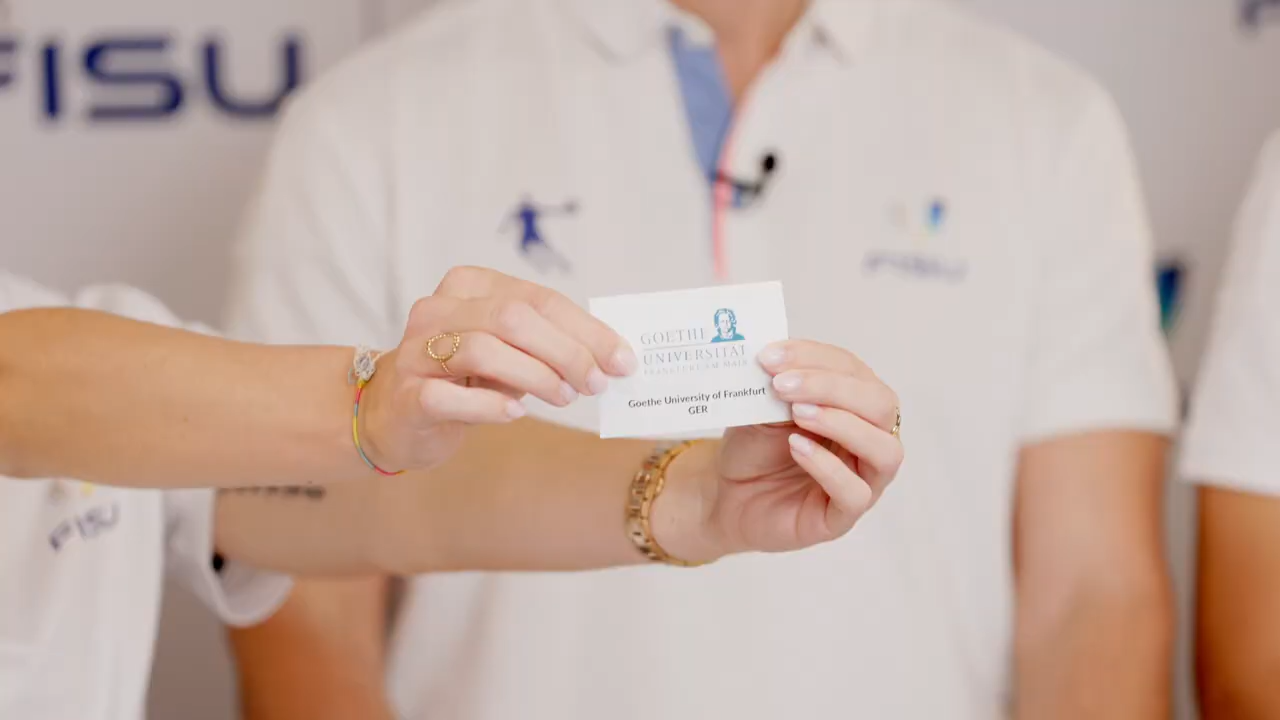 FISU
FISU
GOETHE
UNIVERSITÄT
FRANKFURT AM MAIN
Goethe University of Frankfurt
GER
FISU